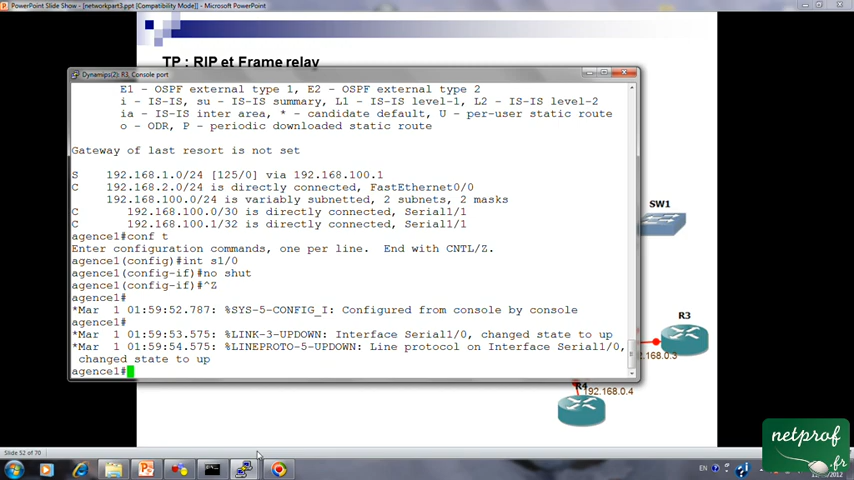 PowerPoint Slide Show - [networkpart3.ppt [Compatibility Mode]] - Microsoft PowerPoint
TP : RIP et Frame relay
Dynamips(2): R3, Console port
E1 - OSPF external type 1, E2 - OSPF external type 2
i - IS-IS, su - IS-IS summary, L1 - IS-IS level-1, L2 - IS-IS level-2
ia - IS-IS inter area, * - candidate default, U - per-user static route
o - ODR, P - periodic downloaded static route
Gateway of last resort is not set
S 192.168.1.0/24 [125/0] via 192.168.100.1
C 192.168.2.0/24 is directly connected, FastEthernet0/0
192.168.100.0/24 is variably subnetted, 2 subnets, 2 masks
C 192.168.100.0/30 is directly connected, Serial1/1
C 192.168.100.1/32 is directly connected, Serial1/1
agence1#conf t
Enter configuration commands, one per line. End with CNTL/Z.
agence1(config)#int s1/0
agence1(config-if)#no shut
agence1(config-if)#^Z
agence1#
*Mar 1 01:59:52.787: %SYS-5-CONFIG_I: Configured from console by console
agence1#
*Mar 1 01:59:53.575: %LINK-3-UPDOWN: Interface Serial1/0, changed state to up
*Mar 1 01:59:54.575: %LINEPROTO-5-UPDOWN: Line protocol on Interface Serial1/0,
changed state to up
agence1#
SW1
R3
.168.0.3
R4
192.168.0.4
netprof
.fr
Slide 52 of 70
EN